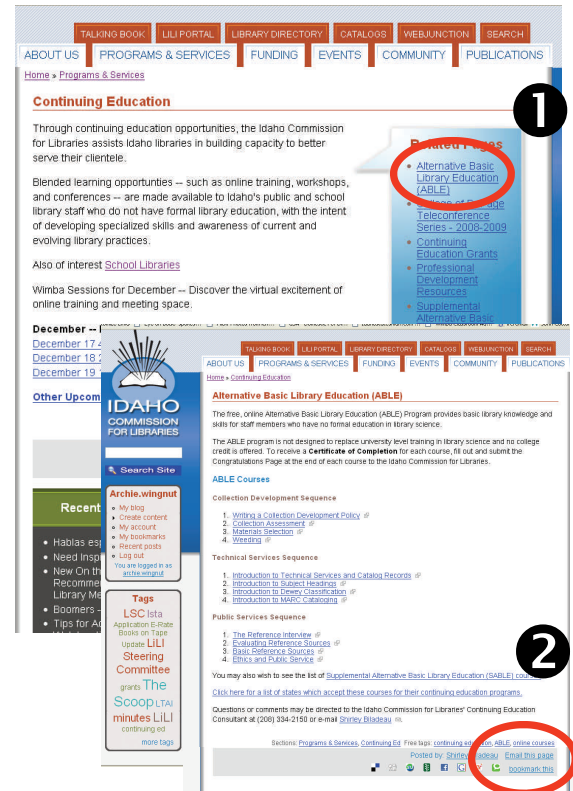 TALKING BOOK LILI PORTAL LIBRARY DIRECTORY CATALOGS WEBJUNCTION SEARCH
ABOUT US PROGRAMS & SERVICES FUNDING EVENTS COMMUNITY PUBLICATIONS
Home » Programs & Services
1
Continuing Education
Through continuing education opportunities, the Idaho Commission
for Libraries assists Idaho libraries in building capacity to better
serve their clientele.
Blended learning opportunties -- such as online training, workshops,
and conferences -- are made available to Idaho's public and school
library staff who do not have formal library education, with the intent
of developing specialized skills and awareness of current and
evolving library practices.
Also of interest School Libraries
Wimba Sessions for December -- Discover the virtual excitement of
online training and meeting space.
December --
December 17
December 18
December 19
Other Upcom
Related Pages
Alternative Basic
Library Education
(ABLE)
College of
Teleconference
Series - 2008-2009
Continuing
Education Grants
Professional
Development
Resources
Supplemental
Alternative Basic
Recent
Hablas esp
Need Insp
New On th
Recomme
Library Me
Boomers -
Tips for Ac
IDAHO
COMMISSION
FOR LIBRARIES
Search Site
Archie.wingnut
My blog
Create content
My account
My bookmarks
Recent posts
Log out
You are logged in as
archie.wingnut
Tags
LSC lsta
Application E-Rate
Books on Tape
Update LiLI
Steering
Committee
grants The
Scoop LTAI
minutes LiLI
continuing ed
more tags
TALKING BOOK LILI PORTAL LIBRARY DIRECTORY CATALOGS WEBJUNCTION SEARCH
ABOUT US PROGRAMS & SERVICES FUNDING EVENTS COMMUNITY PUBLICATIONS
Home » Continuing Education
Alternative Basic Library Education (ABLE)
The free, online Alternative Basic Library Education (ABLE) Program provides basic library knowledge and
skills for staff members who have no formal education in library science.
The ABLE program is not designed to replace university level training in library science and no college
credit is offered. To receive a Certificate of Completion for each course, fill out and submit the
Congratulations Page at the end of each course to the Idaho Commission for Libraries.
ABLE Courses
Collection Development Sequence
1. Writing a Collection Development Policy
2. Collection Assessment
3. Materials Selection
4. Weeding
Technical Services Sequence
1. Introduction to Technical Services and Catalog Records
2. Introduction to Subject Headings
3. Introduction to Dewey Classification
4. Introduction to MARC Cataloging
Public Services Sequence
1. The Reference Interview
2. Evaluating Reference Sources
3. Basic Reference Sources
4. Ethics and Public Service
2
You may also wish to see the list of Supplemental Alternative Basic Library Education (SABLE) cour
Click here for a list of states which accept these courses for their continuing education programs.
Questions or comments may be directed to the Idaho Commission for Libraries' Continuing Education
Consultant at (208) 334-2150 or e-mail Shirley Biladeau
Sections: Programs & Services, Continuing Ed Free tags: continuing education, ABLE, online courses
Posted by: Shirley Biladeau Email this page
bookmark this